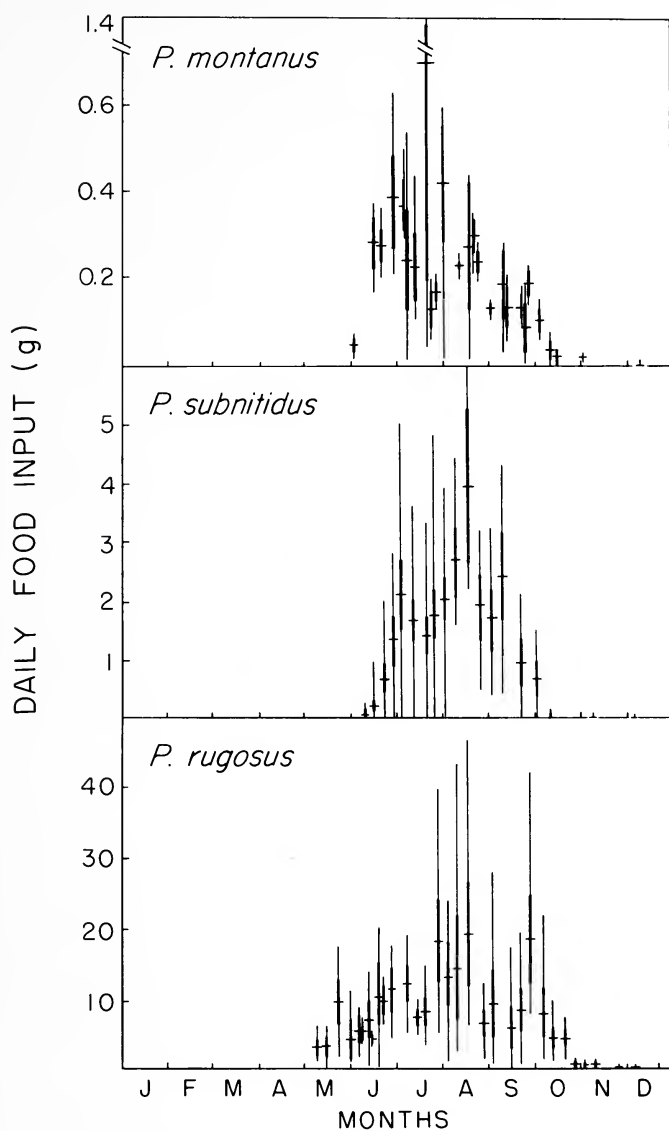 1.4
P. montanus
0.6
0.4
0.2
P. subnitidus
5
4
3
2
1
DAILY FOOD INPUT (g)
P. rugosus
40
30
20
10
J F M A M J J A S O N D
MONTHS